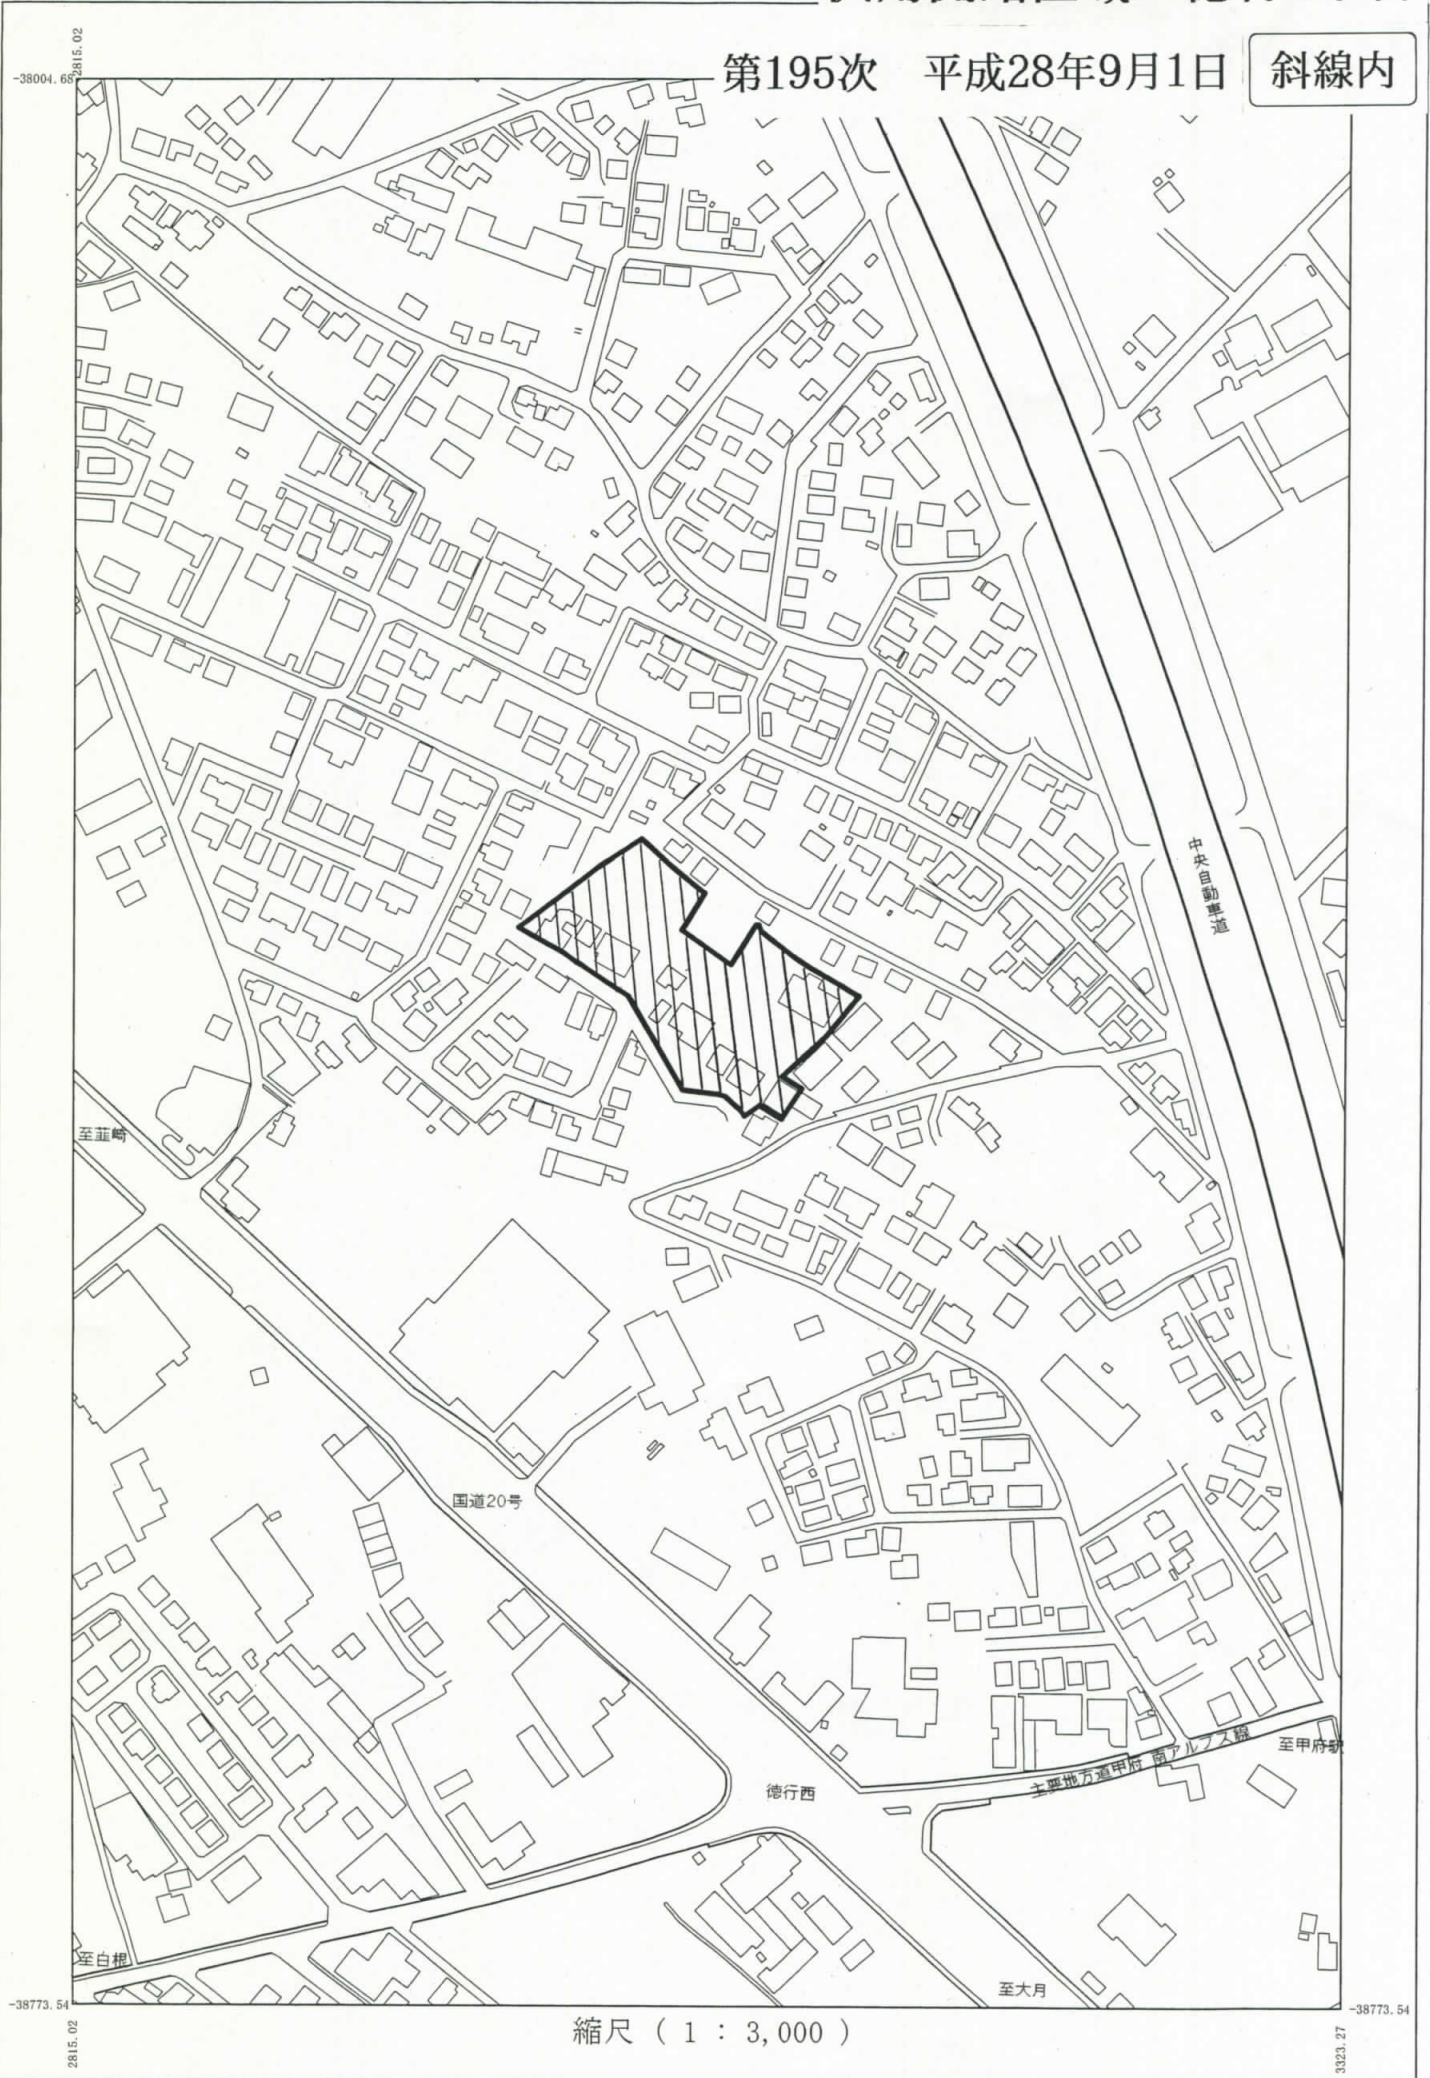 第195次 平成28年9月1日 斜線内
2815.02
-38004.68
中央自動車道
至韮崎
国道20号
徳行西
主要地方道甲府 南アルプス線
至甲府駅
至白根
至大月
-38773.54
-38773.54
2815.02
縮尺 ( 1 : 3,000 )
3323.27